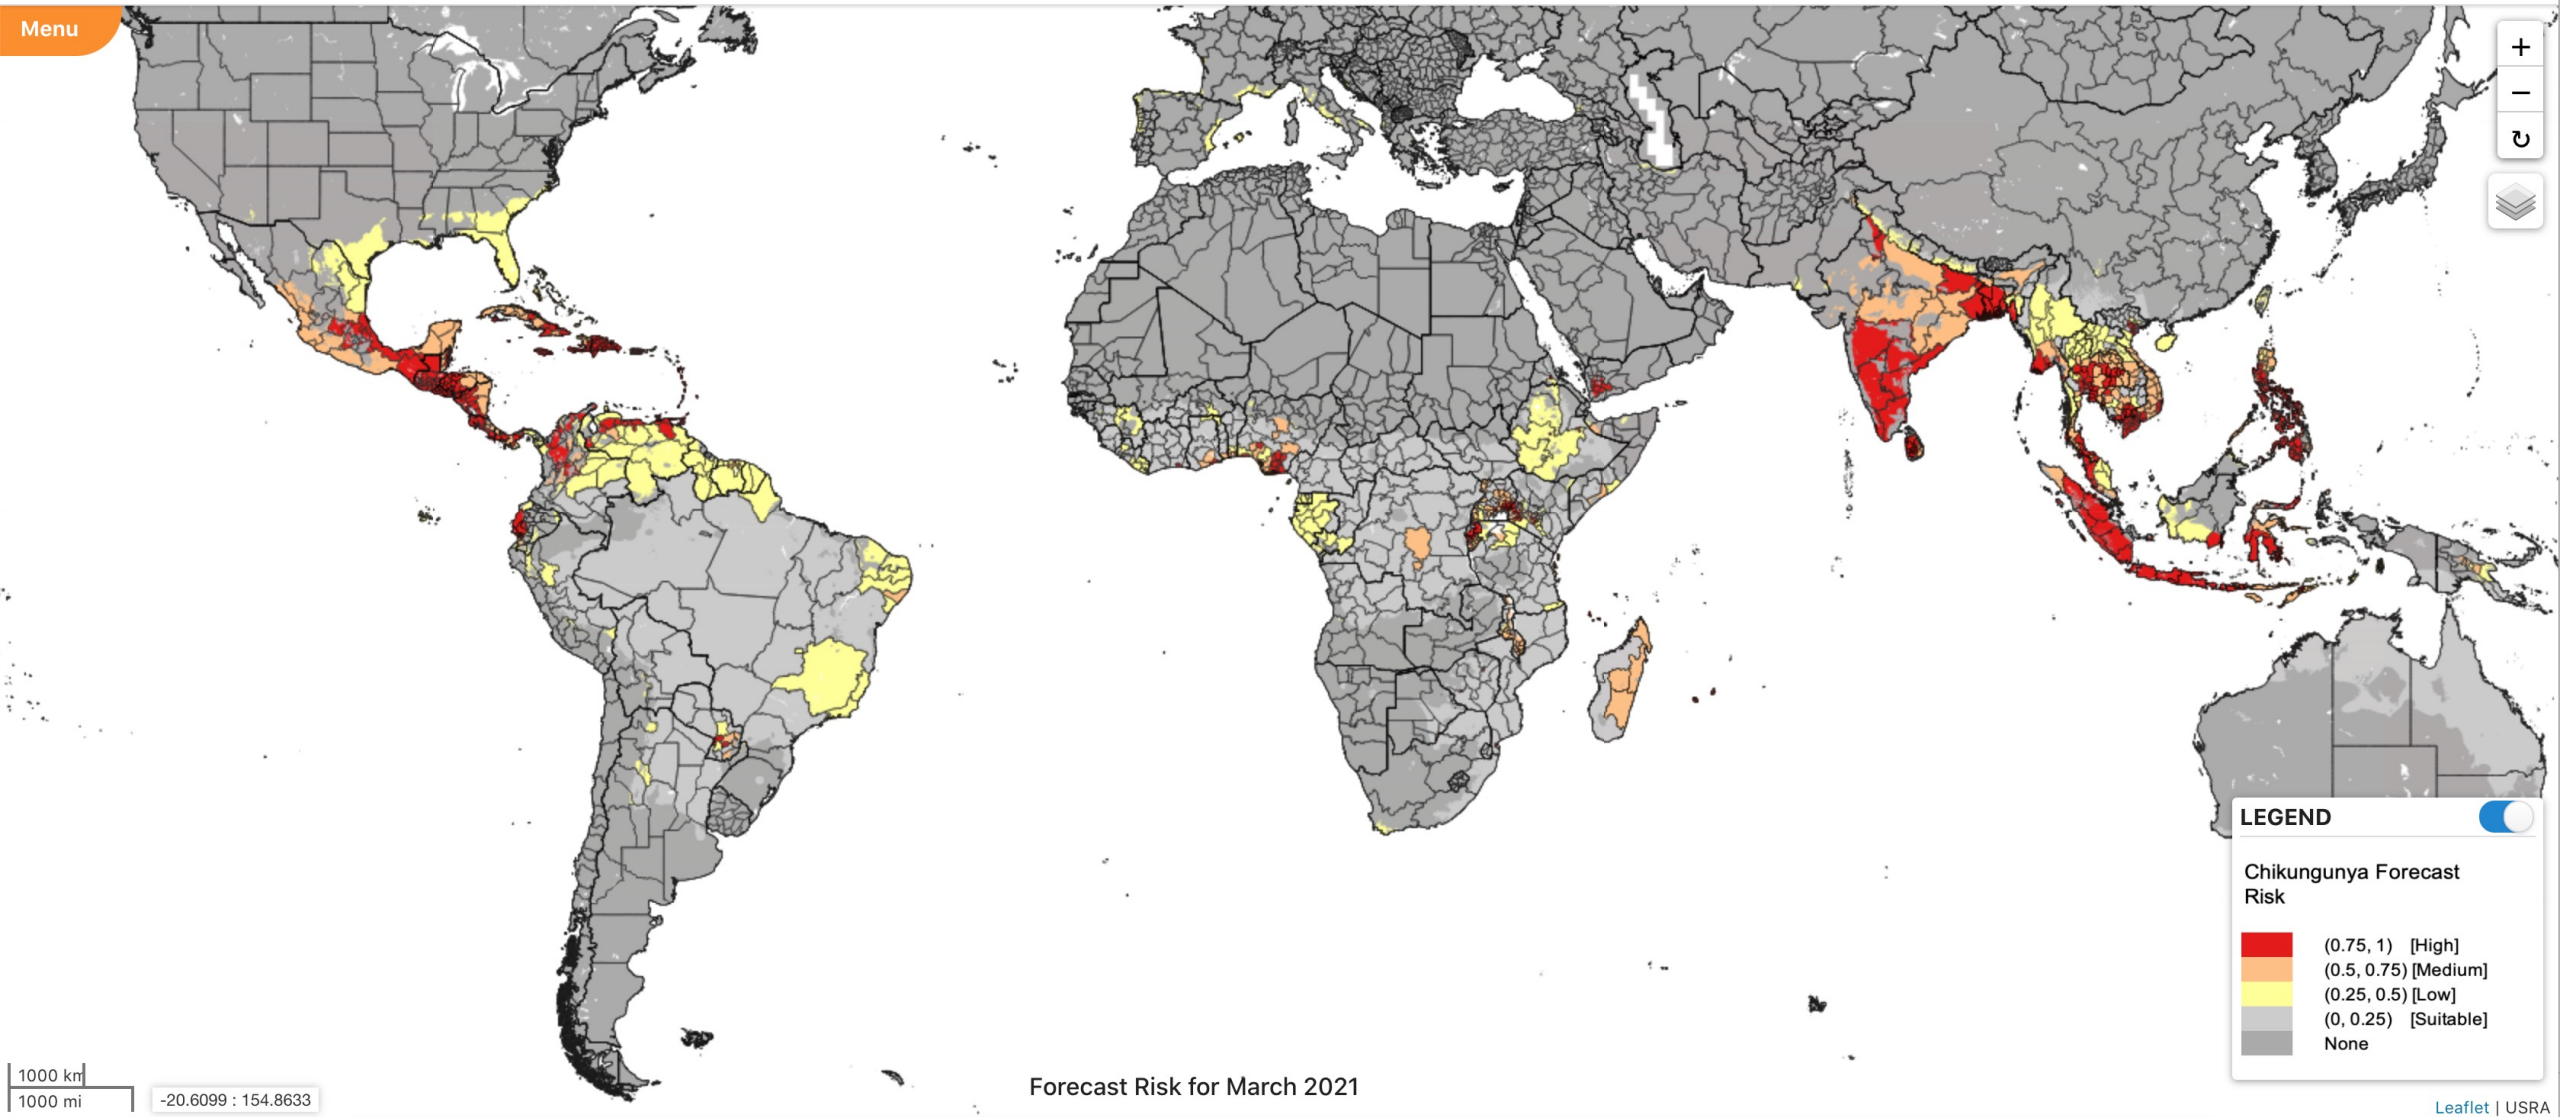 Menu
+
−
↻
LEGEND
Chikungunya Forecast
Risk
(0.75, 1) [High]
(0.5, 0.75) [Medium]
(0.25, 0.5) [Low]
(0, 0.25) [Suitable]
None
1000 km
1000 mi
-20.6099 : 154.8633
Forecast Risk for March 2021
Leaflet | USRA